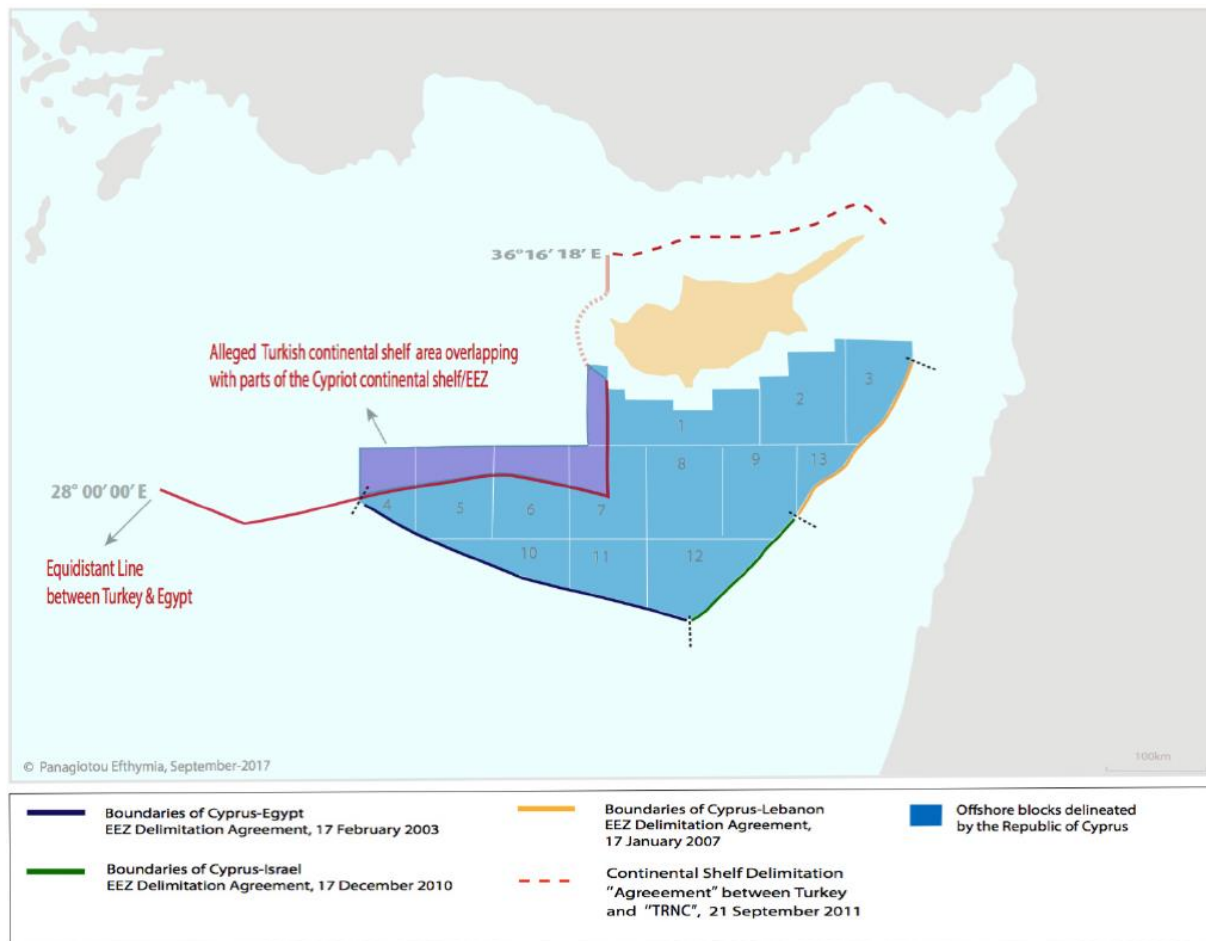 36°16′ 18′ E
Alleged Turkish continental shelf area overlapping
with parts of the Cypriot continental shelf/EEZ
3
2
1
8
9
13
28° 00′ 00′ E
4
5
6
7
10
11
12
Equidistant Line
between Turkey & Egypt
© Panagiotou Efthymia, September-2017
100km
Boundaries of Cyprus-Egypt
EEZ Delimitation Agreement, 17 February 2003
Boundaries of Cyprus-Israel
EEZ Delimitation Agreement, 17 December 2010
Boundaries of Cyprus-Lebanon
EEZ Delimitation Agreement,
17 January 2007
Continental Shelf Delimitation
“Agreeement” between Turkey
and “TRNC”, 21 September 2011
Offshore blocks delineated
by the Republic of Cyprus